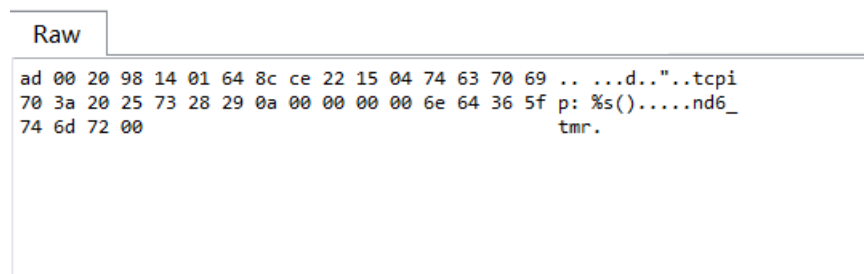 Raw
ad 00 20 98 14 01 64 8c ce 22 15 04 74 63 70 69 .. ...d.."..tcpi
70 3a 20 25 73 28 29 0a 00 00 00 00 6e 64 36 5f p: %s().....nd6_
74 6d 72 00 tmr.